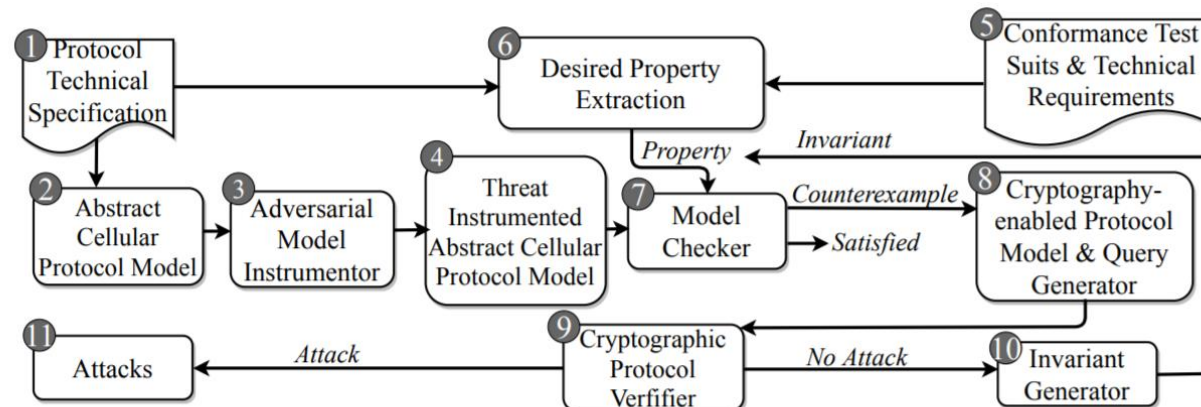 1
Protocol
Technical
Specification
6
Desired Property
Extraction
5
Conformance Test
Suits & Technical
Requirements
Property
Invariant
2
Abstract
Cellular
Protocol Model
3
Adversarial
Model
Instrumentor
4
Threat
Instrumented
Abstract Cellular
Protocol Model
7
Model
Checker
Counterexample
Satisfied
8
Cryptography-
enabled Protocol
Model & Query
Generator
11
Attacks
Attack
9
Cryptographic
Protocol
Verfifier
No Attack
10
Invariant
Generator